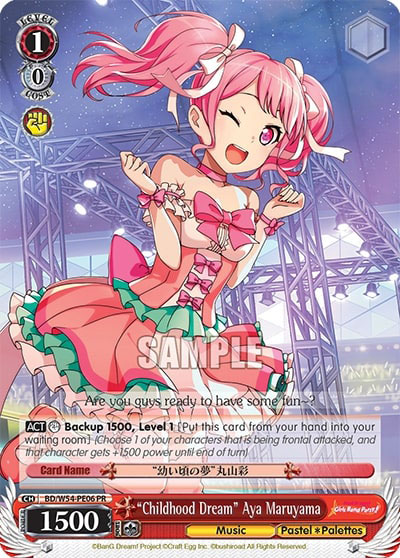 LEVEL
1
0
COST
SAMPLE
Are you guys ready to have some fun~?
ACT Backup 1500, Level 1 [Put this card from your hand into your
waiting room] (Choose 1 of your characters that is being frontal attacked, and
that character gets +1500 power until end of turn)
Card Name
"幼い頃の夢"丸山彩
CH
BD/W54-PE06 PR
POWER
1500
SOUL
"Childhood Dream" Aya Maruyama
Girls Band Party!
Music
Pastel＊Palettes
©BanG Dream! Project ©Craft Egg Inc. ©bushiroad All Rights Reserved.